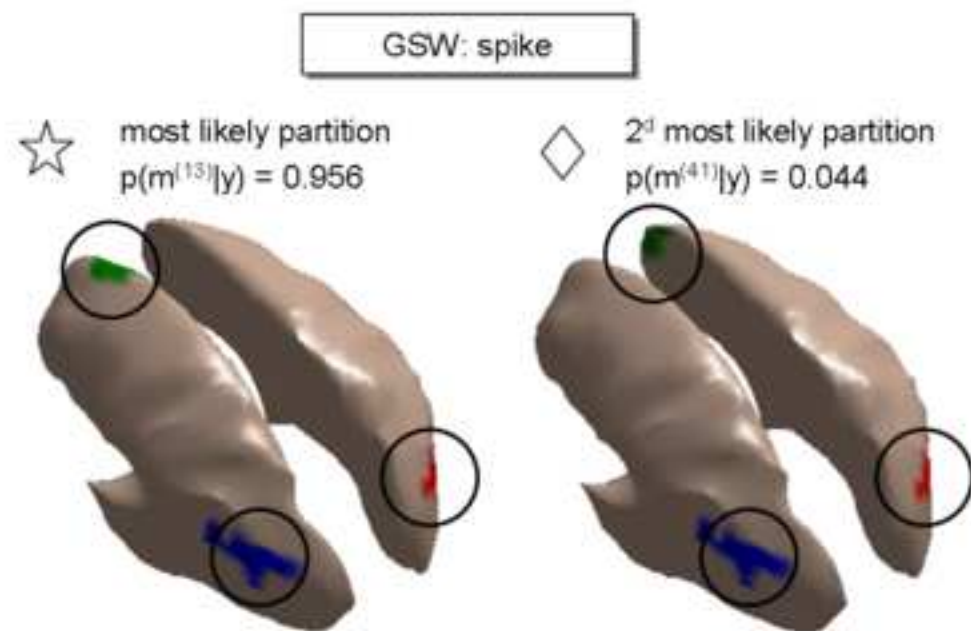 GSW: spike
most likely partition
p(m⁽¹³⁾|y) = 0.956
2ᵈ most likely partition
p(m⁽⁴¹⁾|y) = 0.044